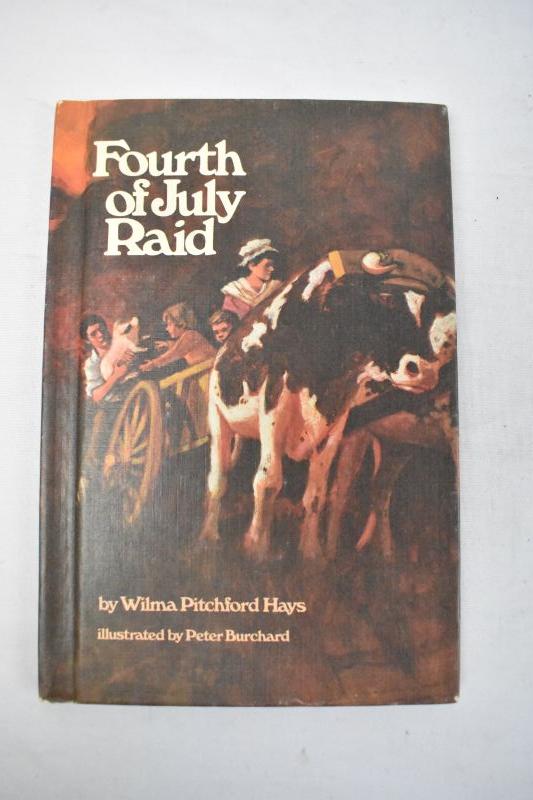 Fourth
of July
Raid
by Wilma Pitchford Hays
illustrated by Peter Burchard